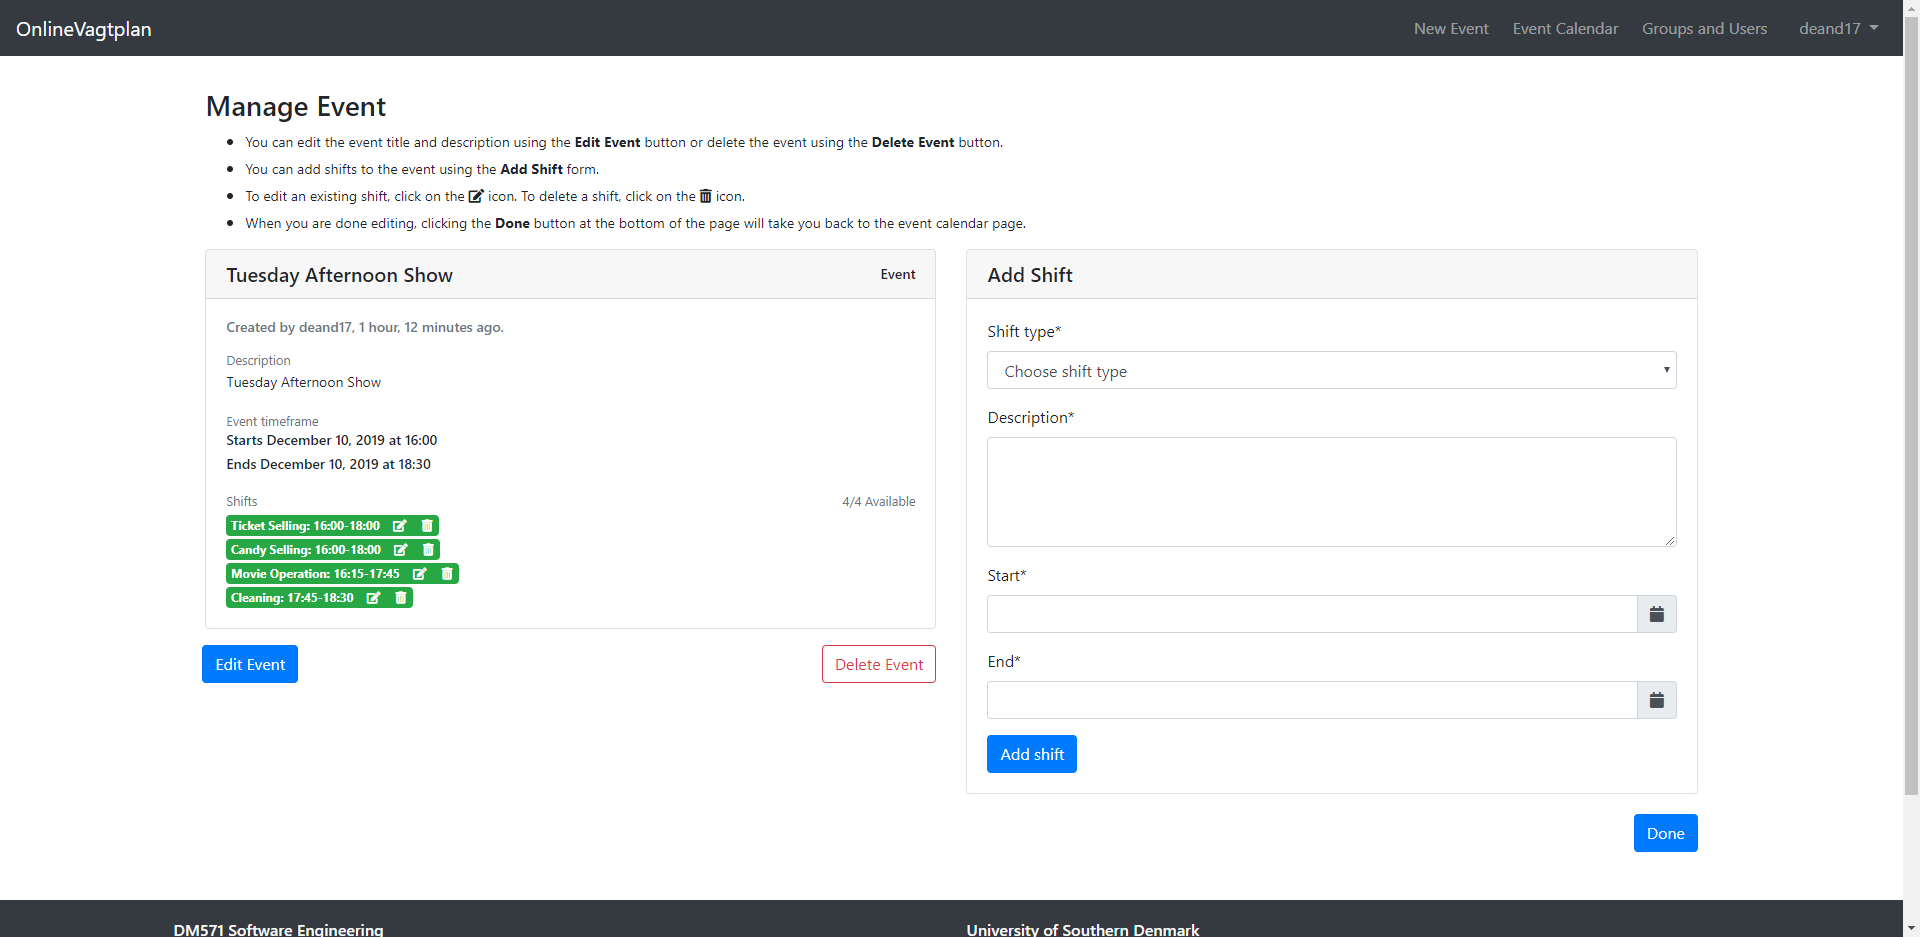 OnlineVagtplan
New Event
Event Calendar
Groups and Users
deand17
Manage Event
You can edit the event title and description using the Edit Event button or delete the event using the Delete Event button.
You can add shifts to the event using the Add Shift form.
To edit an existing shift, click on the icon. To delete a shift, click on the icon.
When you are done editing, clicking the Done button at the bottom of the page will take you back to the event calendar page.
Tuesday Afternoon Show
Event
Created by deand17, 1 hour, 12 minutes ago.
Description
Tuesday Afternoon Show
Event timeframe
Starts December 10, 2019 at 16:00
Ends December 10, 2019 at 18:30
Shifts
4/4 Available
Ticket Selling: 16:00-18:00
Candy Selling: 16:00-18:00
Movie Operation: 16:15-17:45
Cleaning: 17:45-18:30
Edit Event
Delete Event
Add Shift
Shift type*
Choose shift type
Description*
Start*
End*
Add shift
Done
DM571 Software Engineering
University of Southern Denmark